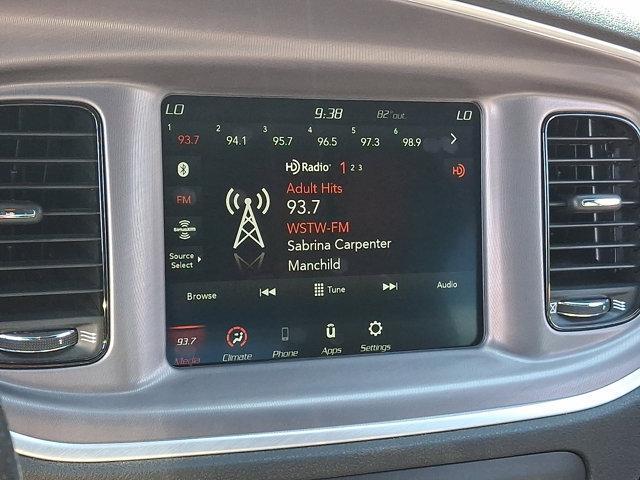 LO 9:38 82°out. LO
1 2 3 4 5 6
93.7 94.1 95.7 96.5 97.3 98.9
HD Radio 1 2 3 HD
Adult Hits
FM 93.7
WSTW-FM
SiriusXM Sabrina Carpenter
Source Select Manchild
Browse Tune Audio
93.7
Media Climate Phone Apps Settings